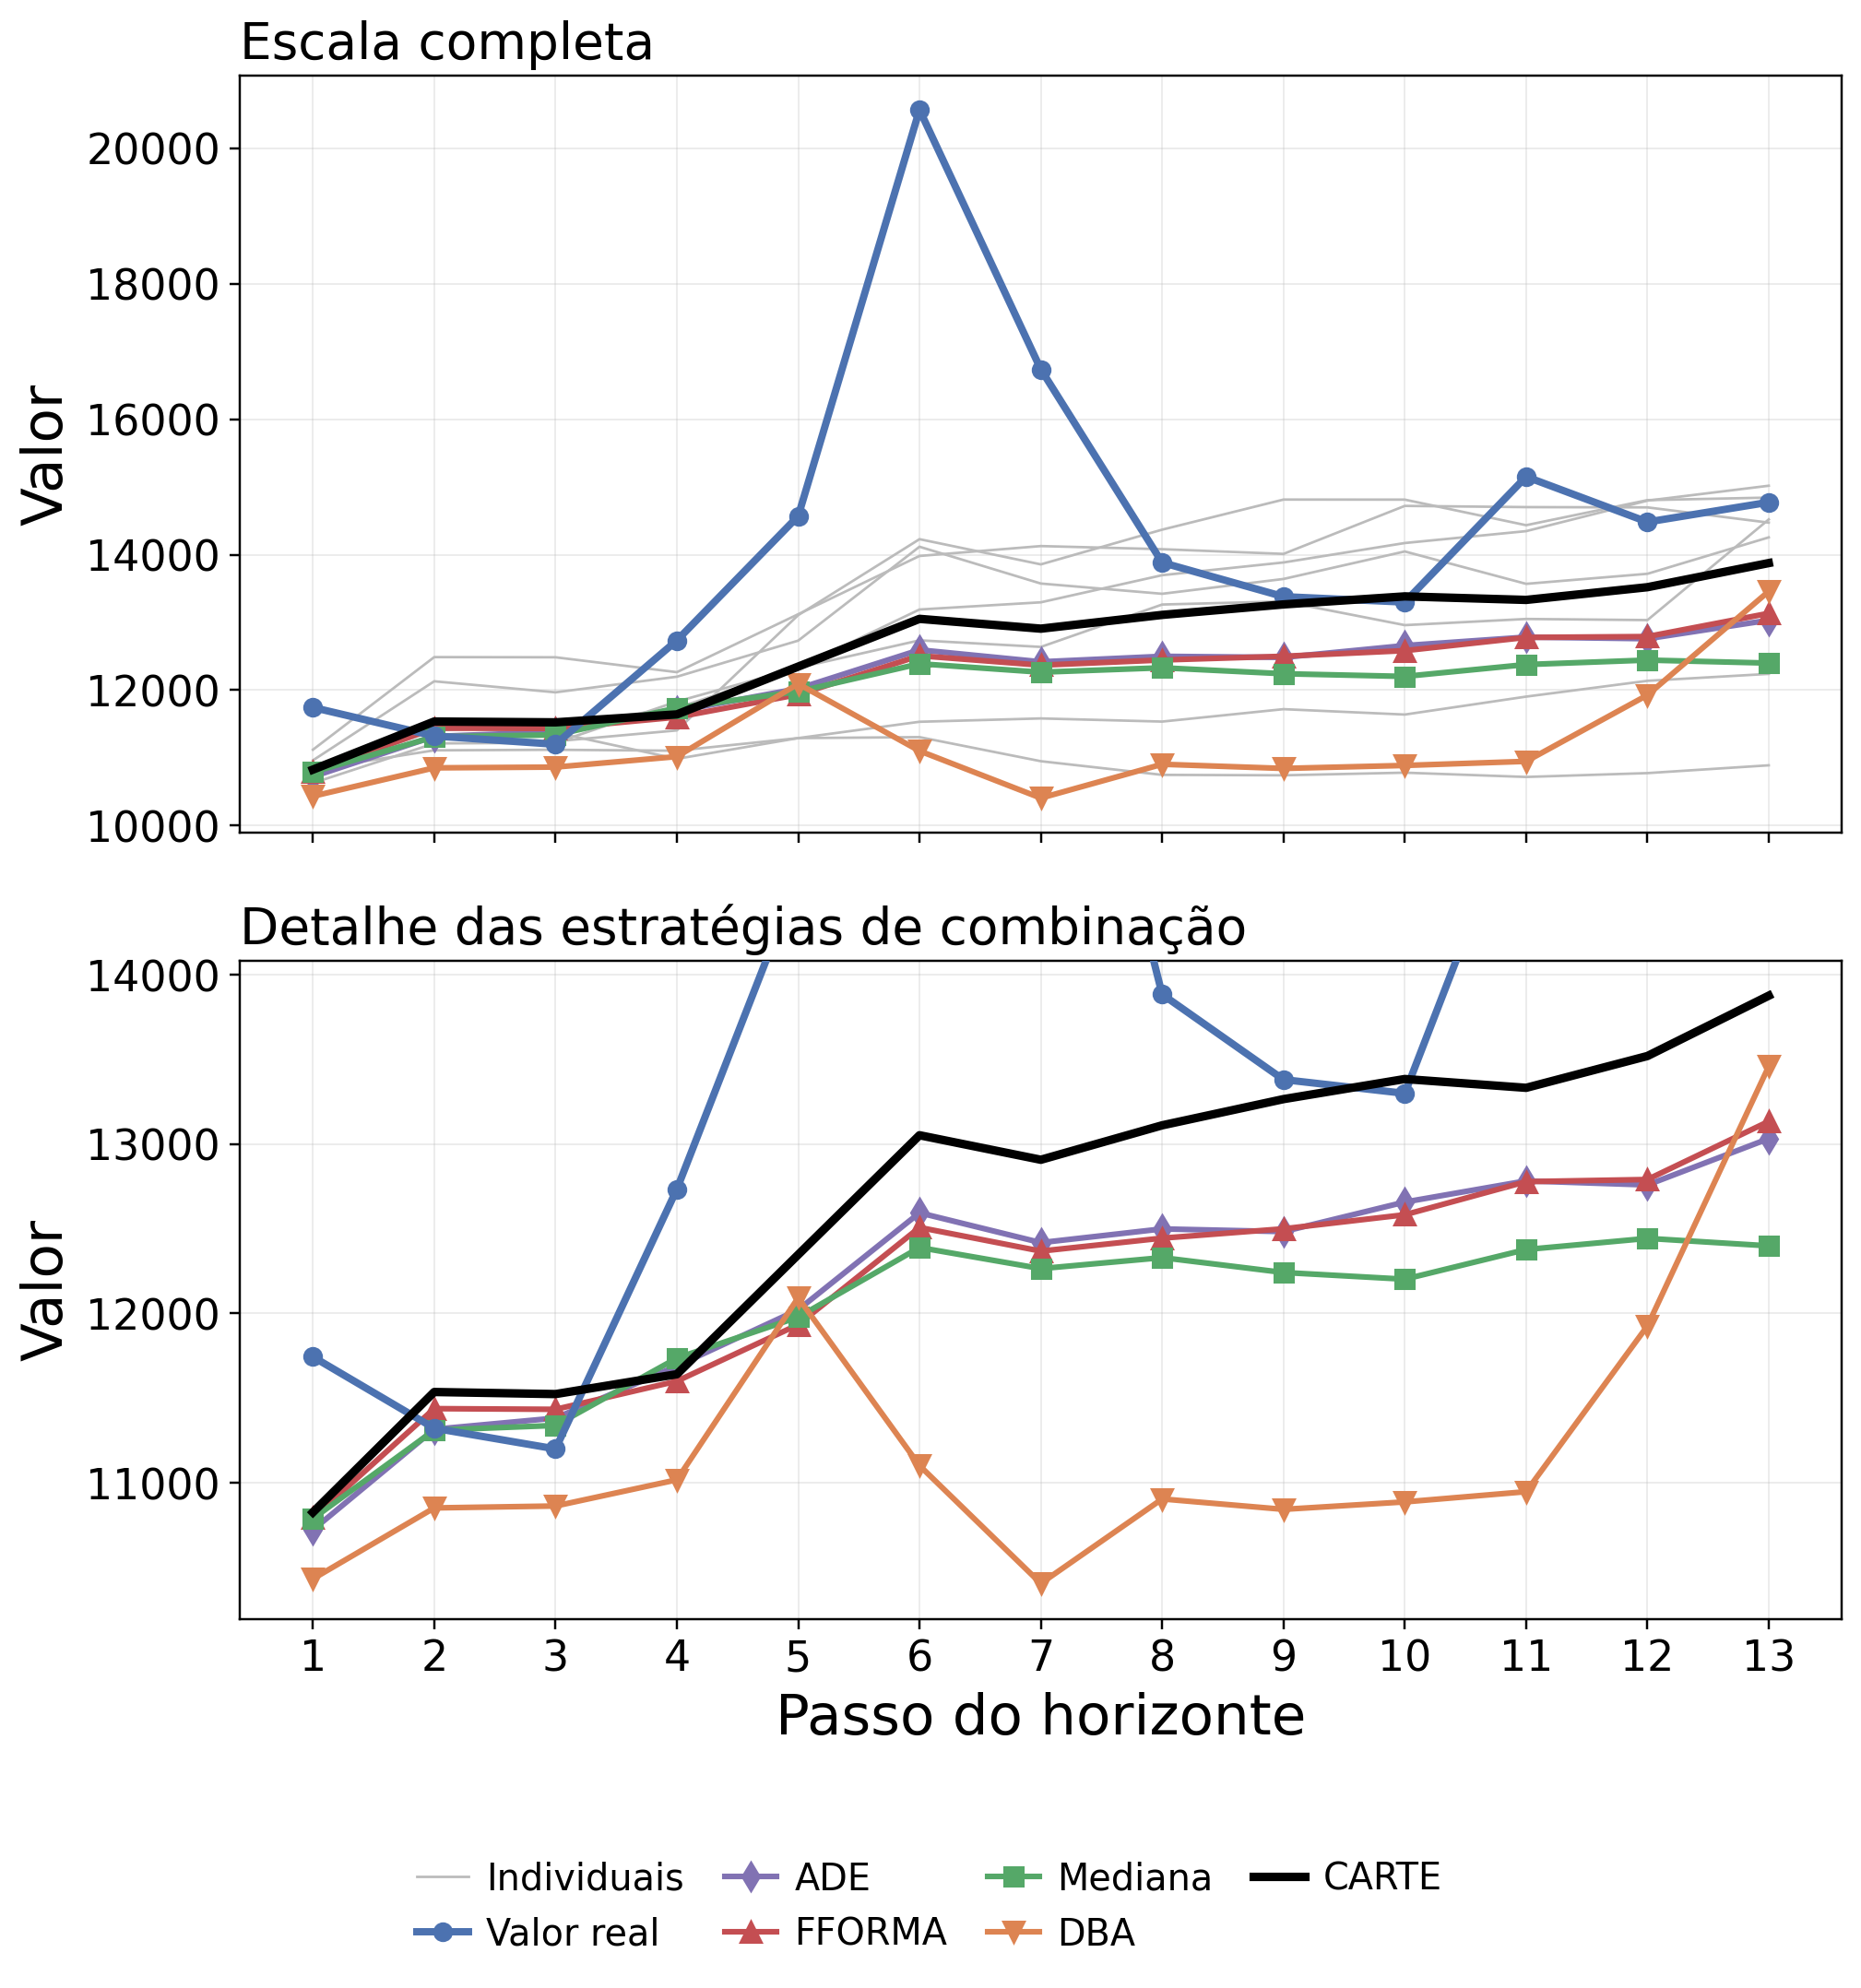 Escala completa
20000
18000
16000
14000
12000
10000
Valor
Detalhe das estratégias de combinação
14000
13000
12000
11000
Valor
1 2 3 4 5 6 7 8 9 10 11 12 13
Passo do horizonte
Individuais ADE Mediana CARTE
Valor real FFORMA DBA